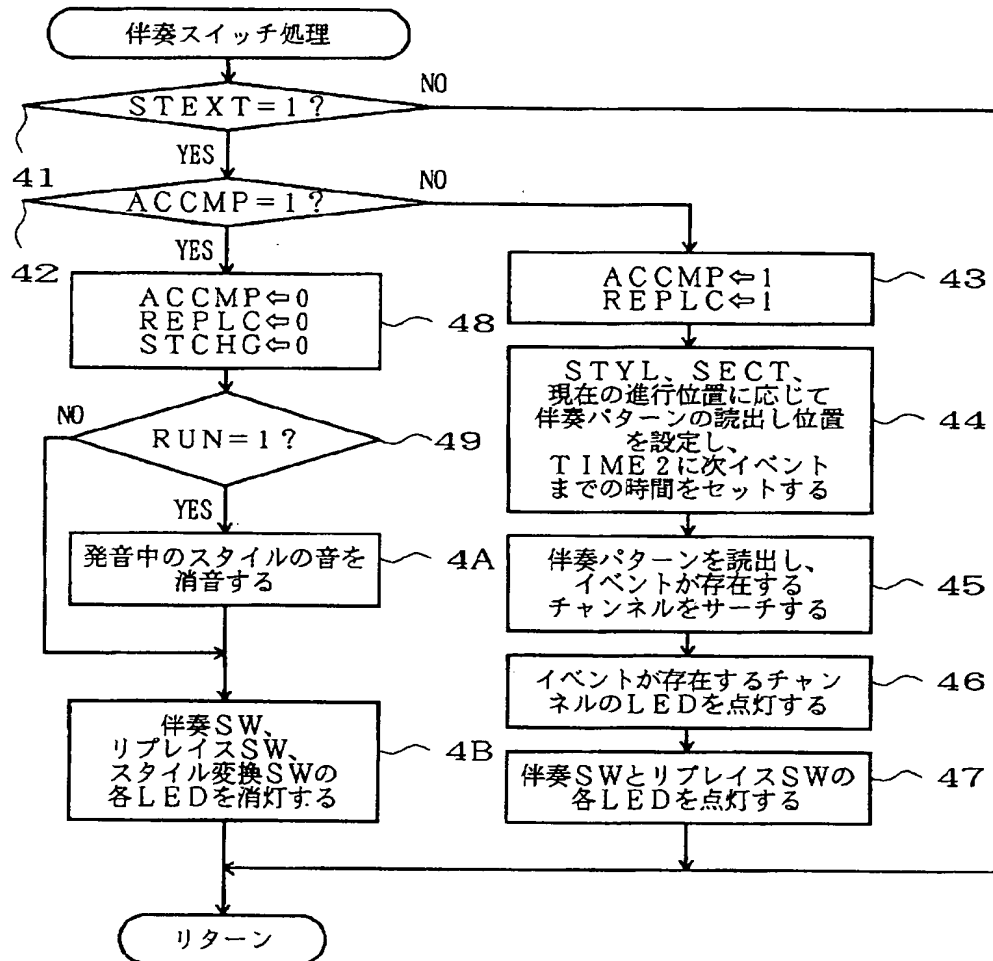 伴奏スイッチ処理
STEXT=1?
NO
YES
41
ACCMP=1?
NO
YES
42
ACCMP⇐0
REPLC⇐0
STCHG⇐0
48
RUN=1?
NO
49
YES
発音中のスタイルの音を
消音する
4A
伴奏SW、
リプレイスSW、
スタイル変換SWの
各LEDを消灯する
4B
ACCMP⇐1
REPLC⇐1
43
STYL、SECT、
現在の進行位置に応じて
伴奏パターンの読出し位置
を設定し、
TIME2に次イベント
までの時間をセットする
44
伴奏パターンを読出し、
イベントが存在する
チャンネルをサーチする
45
イベントが存在するチャン
ネルのLEDを点灯する
46
伴奏SWとリプレイスSWの
各LEDを点灯する
47
リターン